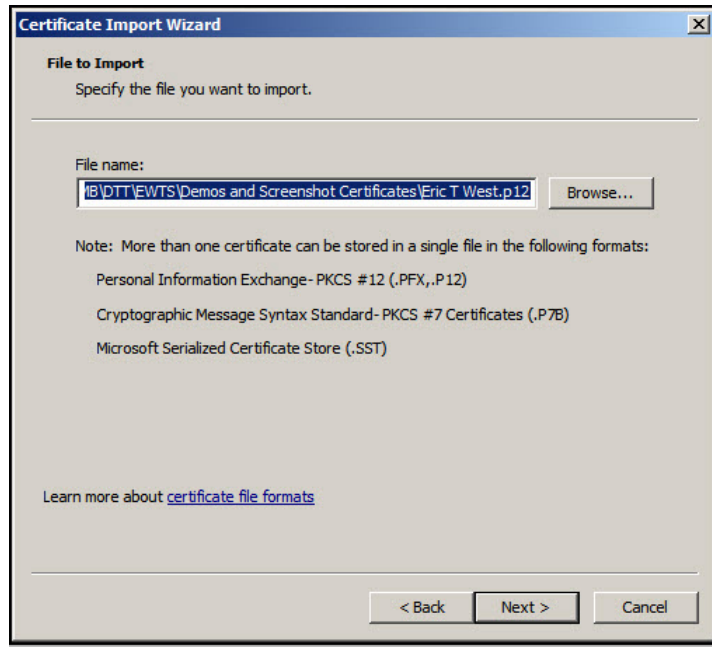 Certificate Import Wizard
File to Import
Specify the file you want to import.
File name:
\DTT\EWTS\Demos and Screenshot Certificates\Eric T West.p12
Browse...
Note: More than one certificate can be stored in a single file in the following formats:
Personal Information Exchange- PKCS #12 (.PFX,.P12)
Cryptographic Message Syntax Standard- PKCS #7 Certificates (.P7B)
Microsoft Serialized Certificate Store (.SST)
Learn more about certificate file formats
< Back
Next >
Cancel